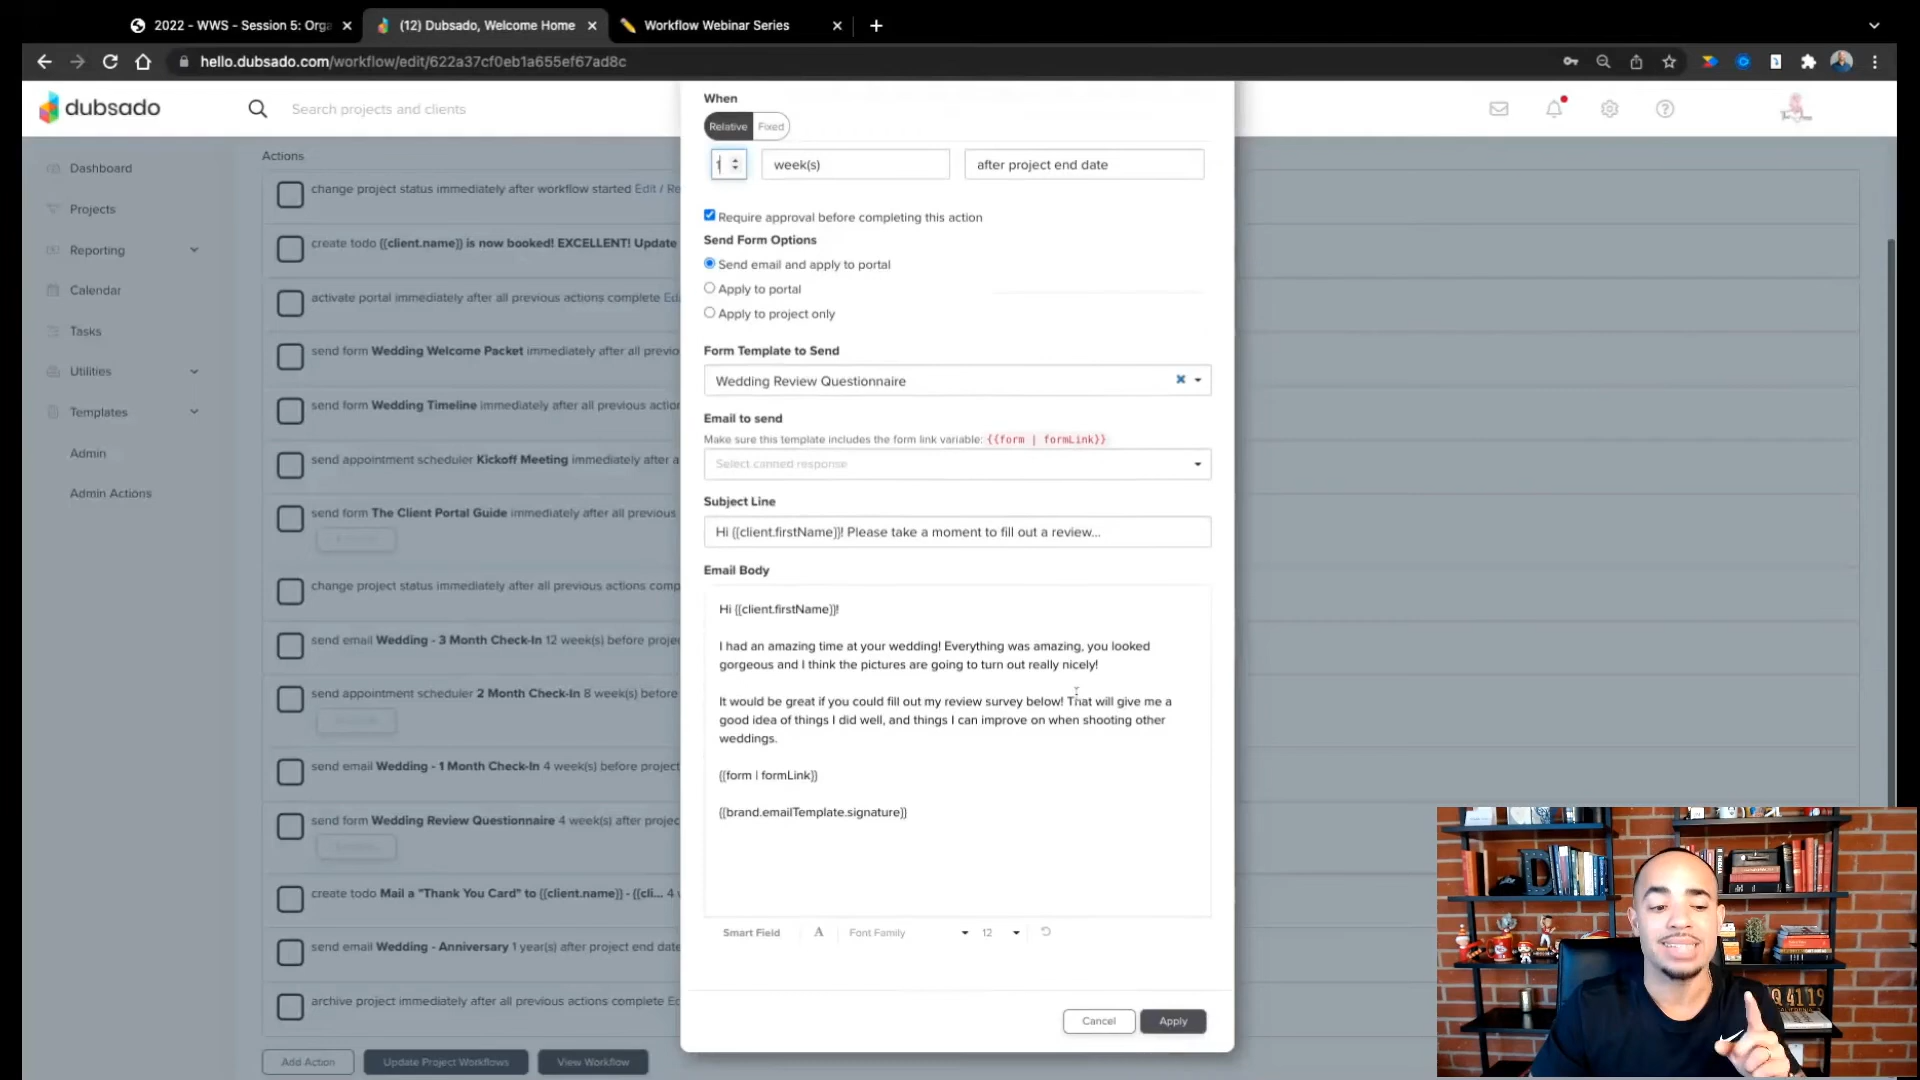 2022 - WWS - Session 5: Orga
(12) Dubsado, Welcome Home
Workflow Webinar Series
hello.dubsado.com/workflow/edit/622a37cf0eb1a655ef67ad8c
dubsado
Search projects and clients
Dashboard
Projects
Reporting
Calendar
Tasks
Utilities
Templates
Admin
Admin Actions
Actions
change project status immediately after workflow started Edit / Re
create todo {{client.name}} is now booked! EXCELLENT! Update
activate portal immediately after all previous actions complete Ed
send form Wedding Welcome Packet immediately after all previo
send form Wedding Timeline immediately after all previous action
send appointment scheduler Kickoff Meeting immediately after a
send form The Client Portal Guide immediately after all previous
change project status immediately after all previous actions comp
send email Wedding - 3 Month Check-In 12 week(s) before projec
send appointment scheduler 2 Month Check-In 8 week(s) before
send email Wedding - 1 Month Check-In 4 week(s) before project
send form Wedding Review Questionnaire 4 week(s) after projec
create todo Mail a "Thank You Card" to {{client.name}} - {{cli... 4 w
send email Wedding - Anniversary 1 year(s) after project end date
archive project immediately after all previous actions complete Ed
Add Action
Update Project Workflows
View Workflow
When
Relative Fixed
1 week(s) after project end date
Require approval before completing this action
Send Form Options
Send email and apply to portal
Apply to portal
Apply to project only
Form Template to Send
Wedding Review Questionnaire
Email to send
Make sure this template includes the form link variable: {{form | formLink}}
Select canned response
Subject Line
Hi {{client.firstName}}! Please take a moment to fill out a review...
Email Body
Hi {{client.firstName}}!
I had an amazing time at your wedding! Everything was amazing, you looked
gorgeous and I think the pictures are going to turn out really nicely!
It would be great if you could fill out my review survey below! That will give me a
good idea of things I did well, and things I can improve on when shooting other
weddings.
{{form | formLink}}
{{brand.emailTemplate.signature}}
Smart Field A Font Family 12
Cancel
Apply